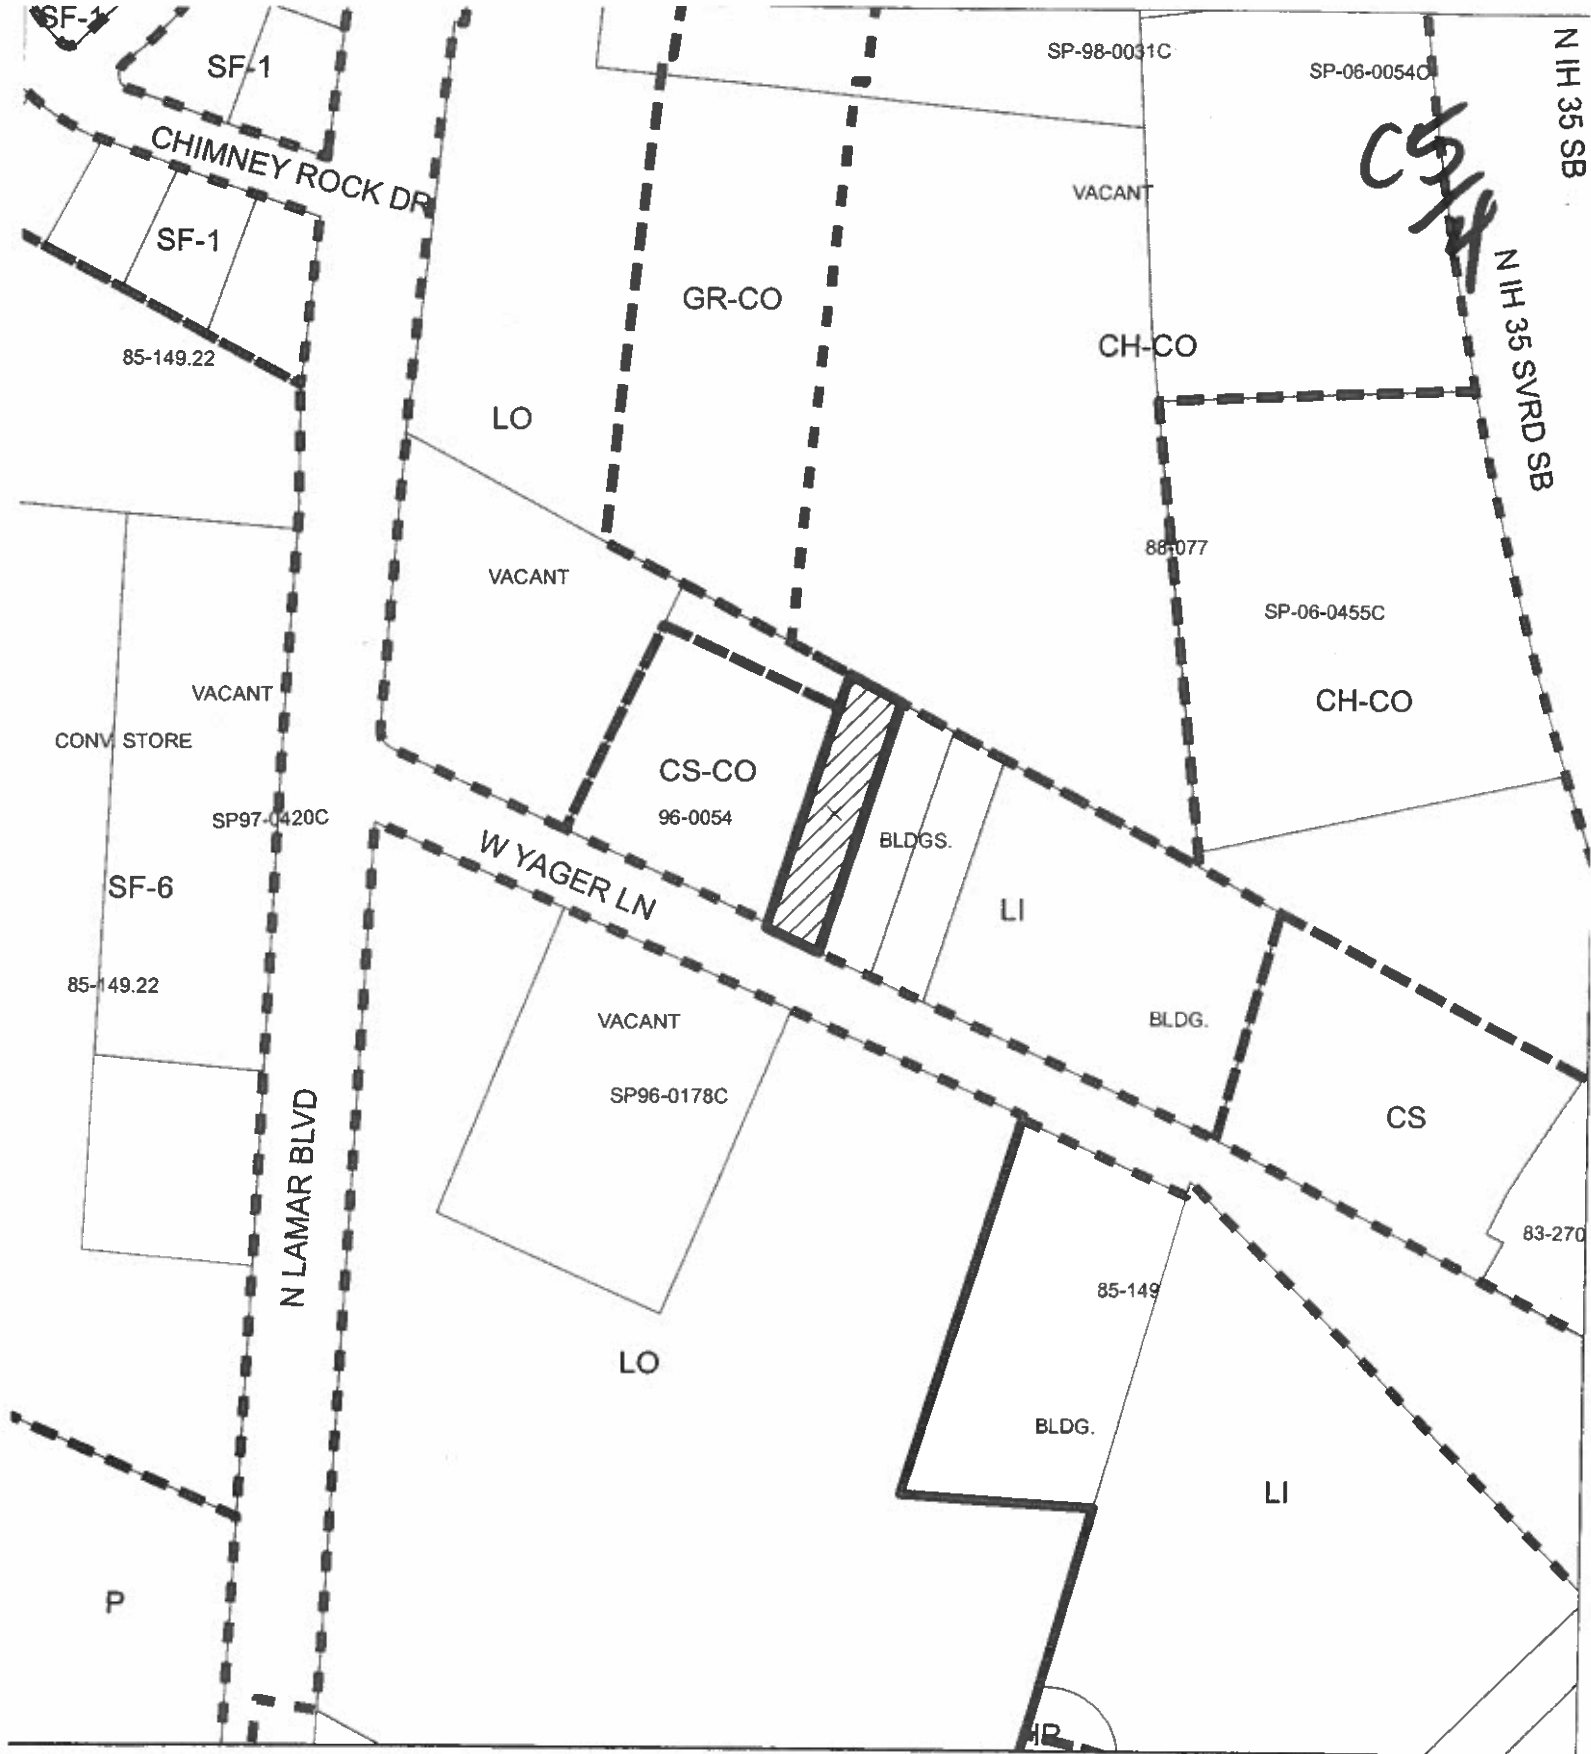 SF-1
SF-1
SP-98-0031C
SP-06-0054C
N IH 35 SB
C5/4
CHIMNEY ROCK DR
VACANT
SF-1
N IH 35 SVRD SB
GR-CO
CH-CO
85-149.22
LO
88-077
VACANT
SP-06-0455C
VACANT
CH-CO
CONV. STORE
CS-CO
96-0054
SP97-0420C
BLDGS.
W YAGER LN
SF-6
LI
85-149.22
VACANT
BLDG.
SP96-0178C
CS
N LAMAR BLVD
83-270
85-149
LO
BLDG.
LI
P